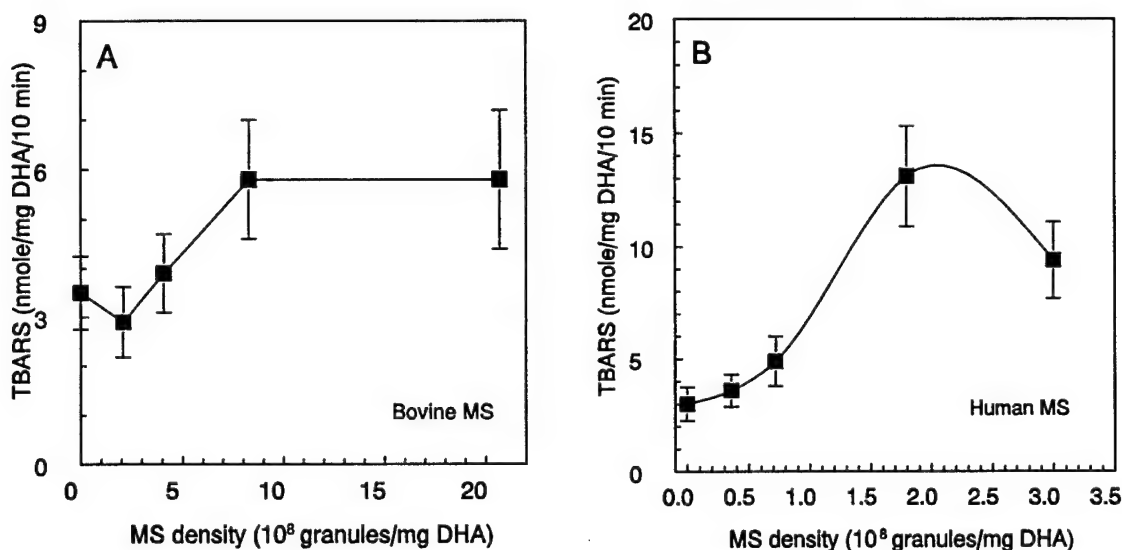 A
TBARS (nmole/mg DHA/10 min)
9
6
3
0
Bovine MS
0 5 10 15 20
MS density (10⁸ granules/mg DHA)
B
TBARS (nmole/mg DHA/10 min)
20
15
10
5
0
Human MS
0.0 0.5 1.0 1.5 2.0 2.5 3.0 3.5
MS density (10⁸ granules/mg DHA)